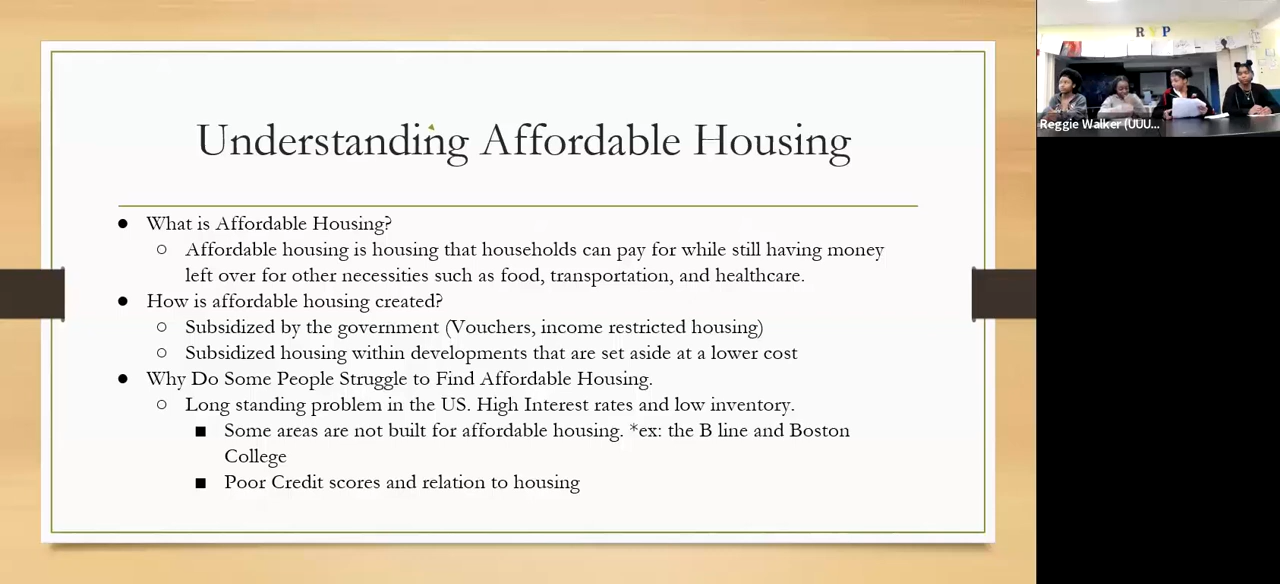 Understanding Affordable Housing
● What is Affordable Housing?
○ Affordable housing is housing that households can pay for while still having money
left over for other necessities such as food, transportation, and healthcare.
● How is affordable housing created?
○ Subsidized by the government (Vouchers, income restricted housing)
○ Subsidized housing within developments that are set aside at a lower cost
● Why Do Some People Struggle to Find Affordable Housing.
○ Long standing problem in the US. High Interest rates and low inventory.
■ Some areas are not built for affordable housing. *ex: the B line and Boston
College
■ Poor Credit scores and relation to housing
R Y P
Reggie Walker (UUU...